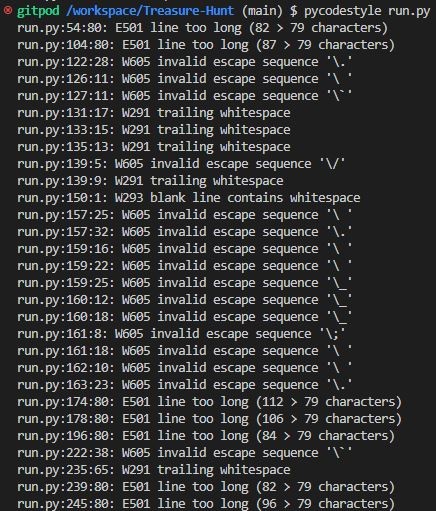 gitpod /workspace/Treasure-Hunt (main) $ pycodestyle run.py
run.py:54:80: E501 line too long (82 > 79 characters)
run.py:104:80: E501 line too long (87 > 79 characters)
run.py:122:28: W605 invalid escape sequence '\.'
run.py:126:11: W605 invalid escape sequence '\ '
run.py:127:11: W605 invalid escape sequence '\`'
run.py:131:17: W291 trailing whitespace
run.py:133:15: W291 trailing whitespace
run.py:135:13: W291 trailing whitespace
run.py:139:5: W605 invalid escape sequence '\/'
run.py:139:9: W291 trailing whitespace
run.py:150:1: W293 blank line contains whitespace
run.py:157:25: W605 invalid escape sequence '\ '
run.py:157:32: W605 invalid escape sequence '\.'
run.py:159:16: W605 invalid escape sequence '\ '
run.py:159:22: W605 invalid escape sequence '\ '
run.py:159:25: W605 invalid escape sequence '\_'
run.py:160:12: W605 invalid escape sequence '\_'
run.py:160:18: W605 invalid escape sequence '\_'
run.py:161:8: W605 invalid escape sequence '\;'
run.py:161:18: W605 invalid escape sequence '\ '
run.py:162:10: W605 invalid escape sequence '\ '
run.py:163:23: W605 invalid escape sequence '\.'
run.py:174:80: E501 line too long (112 > 79 characters)
run.py:178:80: E501 line too long (106 > 79 characters)
run.py:196:80: E501 line too long (84 > 79 characters)
run.py:222:38: W605 invalid escape sequence '\`'
run.py:235:65: W291 trailing whitespace
run.py:239:80: E501 line too long (82 > 79 characters)
run.py:245:80: E501 line too long (96 > 79 characters)